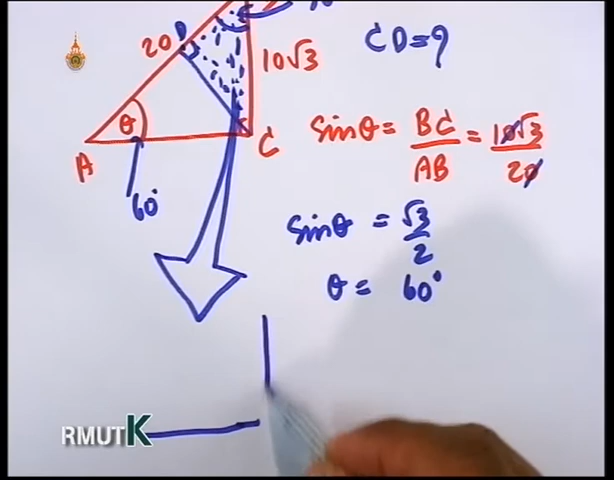 20 D
CD=?
10√3
θ
sinθ = BC/AB = 10√3/20
A
C
60°
sinθ = √3/2
θ = 60°
RMUTK